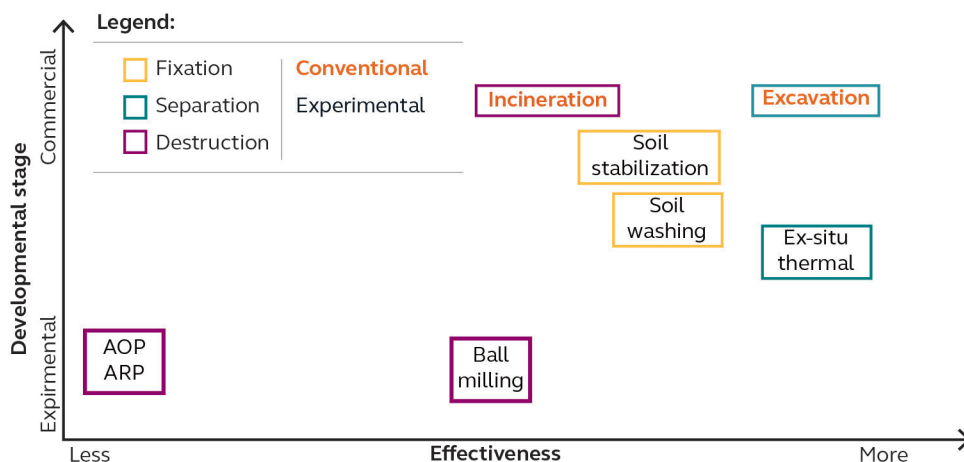 Legend:
Fixation
Conventional
Separation
Experimental
Destruction
Commercial
Developmental stage
Expirmental
Incineration
Excavation
Soil
stabilization
Soil
washing
Ex-situ
thermal
AOP
ARP
Ball
milling
Less
Effectiveness
More